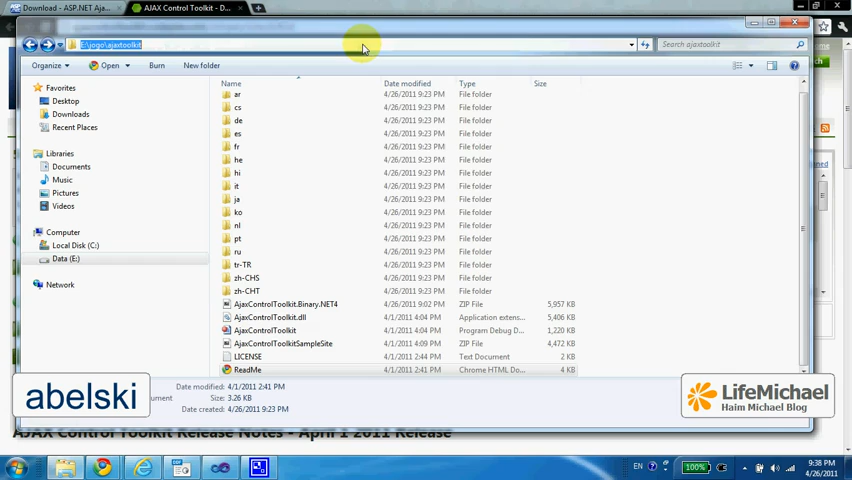 Download - ASP.NET Ajax...
AJAX Control Toolkit - D...
E:\jogo\ajaxtoolkit
Search ajaxtoolkit
Organize Open Burn New folder
Name Date modified Type Size
ar 4/26/2011 9:23 PM File folder
cs 4/26/2011 9:23 PM File folder
de 4/26/2011 9:23 PM File folder
es 4/26/2011 9:23 PM File folder
fr 4/26/2011 9:23 PM File folder
he 4/26/2011 9:23 PM File folder
hi 4/26/2011 9:23 PM File folder
it 4/26/2011 9:23 PM File folder
ja 4/26/2011 9:23 PM File folder
ko 4/26/2011 9:23 PM File folder
nl 4/26/2011 9:23 PM File folder
pt 4/26/2011 9:23 PM File folder
ru 4/26/2011 9:23 PM File folder
tr-TR 4/26/2011 9:23 PM File folder
zh-CHS 4/26/2011 9:23 PM File folder
zh-CHT 4/26/2011 9:23 PM File folder
AjaxControlToolkit.Binary.NET4 4/26/2011 9:02 PM ZIP File 5,957 KB
AjaxControlToolkit.dll 4/1/2011 4:04 PM Application extens... 5,406 KB
AjaxControlToolkit 4/1/2011 4:04 PM Program Debug D... 1,220 KB
AjaxControlToolkitSampleSite 4/1/2011 4:09 PM ZIP File 4,472 KB
LICENSE 4/1/2011 2:44 PM Text Document 2 KB
ReadMe 4/1/2011 2:41 PM Chrome HTML Do... 4 KB
Favorites
Desktop
Downloads
Recent Places
Libraries
Documents
Music
Pictures
Videos
Computer
Local Disk (C:)
Data (E:)
Network
Date modified: 4/1/2011 2:41 PM
Size: 3.26 KB
Date created: 4/26/2011 9:23 PM
abelski
LifeMichael
Haim Michael Blog
AJAX Control Toolkit Release Notes - April 1 2011 Release
EN
100%
9:38 PM
4/26/2011